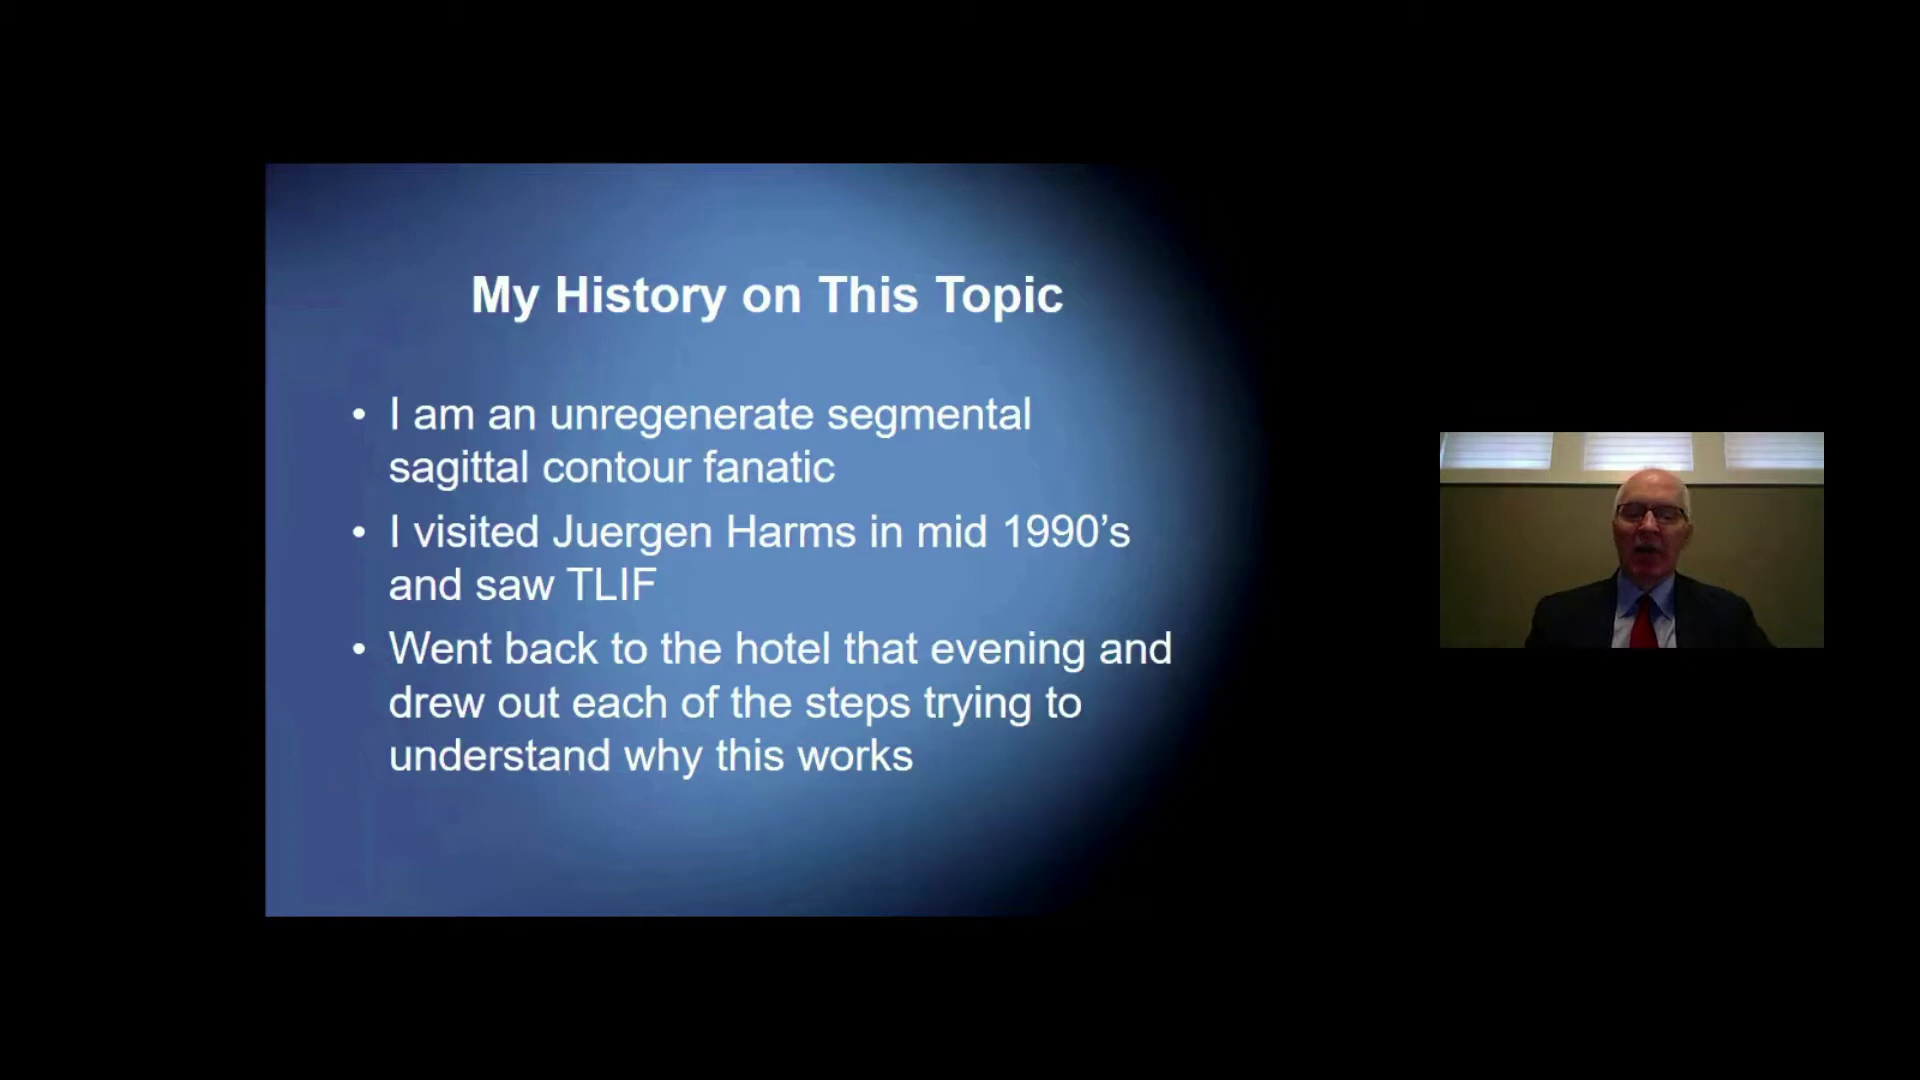 My History on This Topic
• I am an unregenerate segmental
sagittal contour fanatic
• I visited Juergen Harms in mid 1990’s
and saw TLIF
• Went back to the hotel that evening and
drew out each of the steps trying to
understand why this works